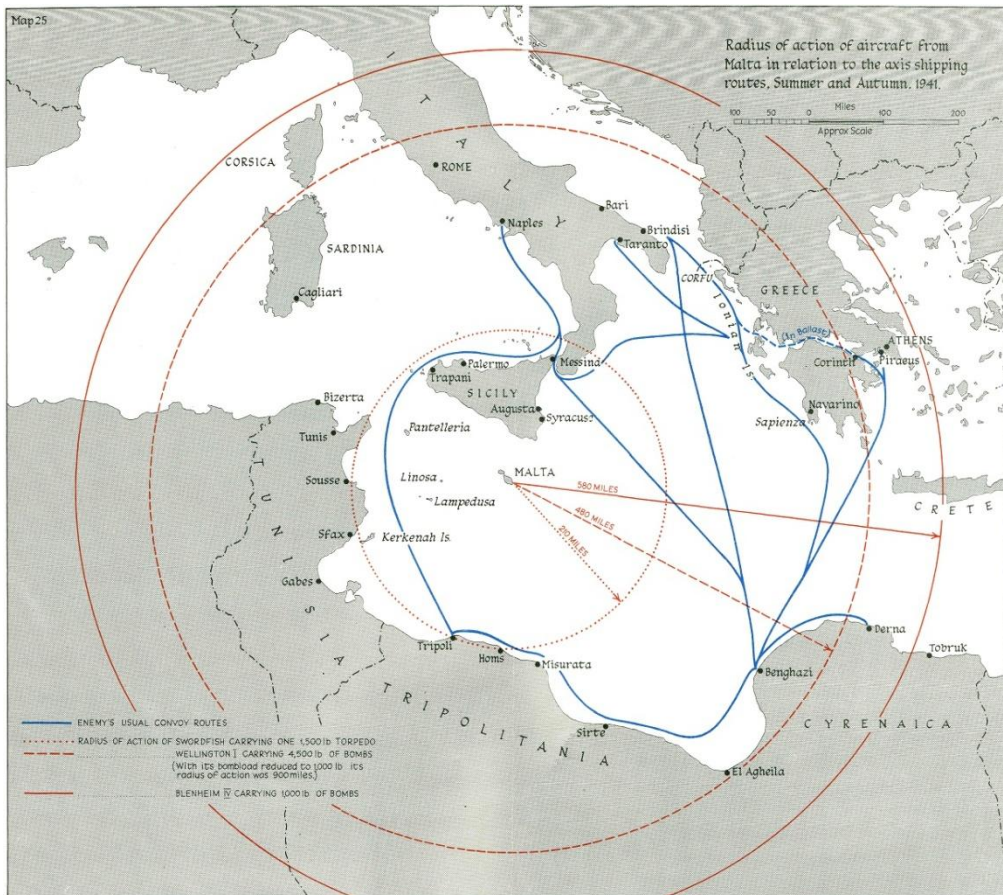 Map 25
Radius of action of aircraft from
Malta in relation to the axis shipping
routes, Summer and Autumn, 1941.
Miles
100 0 100 200
Approx Scale
ITALY
CORSICA
ROME
Bari
Naples
Brindisi
Taranto
SARDINIA
CORFU
GREECE
Ionian Is.
Cagliari
(In Ballast)
ATHENS
Piraeus
Corinth
Messina
Palermo
Trapani
SICILY
Bizerta
Augusta
Syracuse
Navarino
Sapienza
Pantelleria
Tunis
MALTA
Linosa
Sousse
Lampedusa
580 MILES
CRETE
480 MILES
210 MILES
TUNISIA
Sfax
Kerkenah Is.
Gabes
Derna
Tripoli
Homs
Misurata
Tobruk
Benghazi
TRIPOLITANIA
CYRENAICA
Sirte
El Agheila
ENEMY'S USUAL CONVOY ROUTES
RADIUS OF ACTION OF SWORDFISH CARRYING ONE 1,500 lb TORPEDO
WELLINGTON I CARRYING 4,500 lb OF BOMBS
(With its bombload reduced to 1,000 lb its
radius of action was 900 miles.)
BLENHEIM IV CARRYING 1,000 lb OF BOMBS